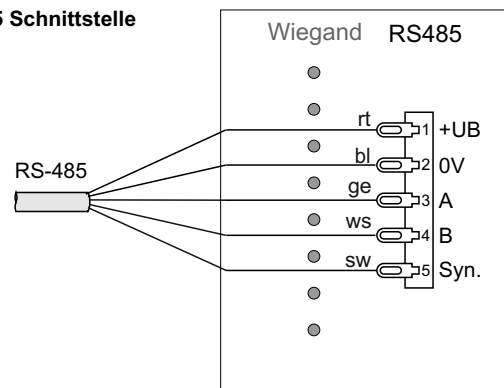 5 Schnittstelle
Wiegand RS485
rt 1 +UB
RS-485
bl 2 0V
ge 3 A
ws 4 B
sw 5 Syn.